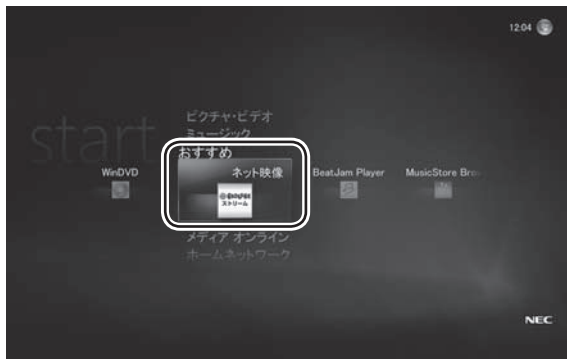 12:04
start
ピクチャ・ビデオ
ミュージック
おすすめ
WinDVD
ネット映像
BeatJam Player
MusicStore Bro
ストリーム
メディア オンライン
ホームネットワーク
NEC